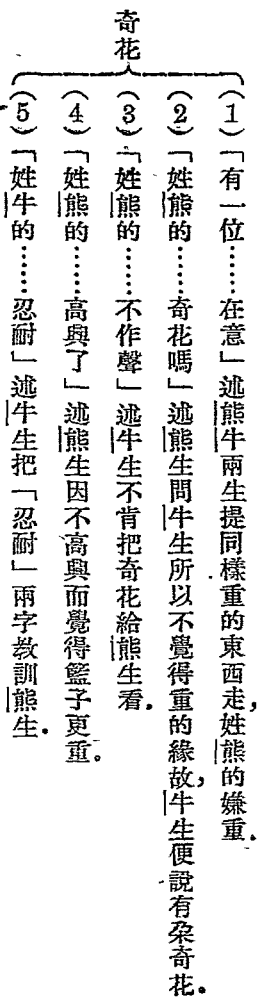 奇花
（1）「有一位……在意」述熊牛兩生提同樣重的東西走，姓熊的嫌重．
（2）「姓熊的……奇花嗎」述熊生問牛生所以不覺得重的緣故，牛生便說有朶奇花。
（3）「姓熊的……不作聲」述牛生不肯把奇花給熊生看．
（4）「姓熊的……高興了」述熊生因不高興而覺得籃子更重。
（5）「姓牛的……忍耐」述牛生把「忍耐」兩字教訓熊生．